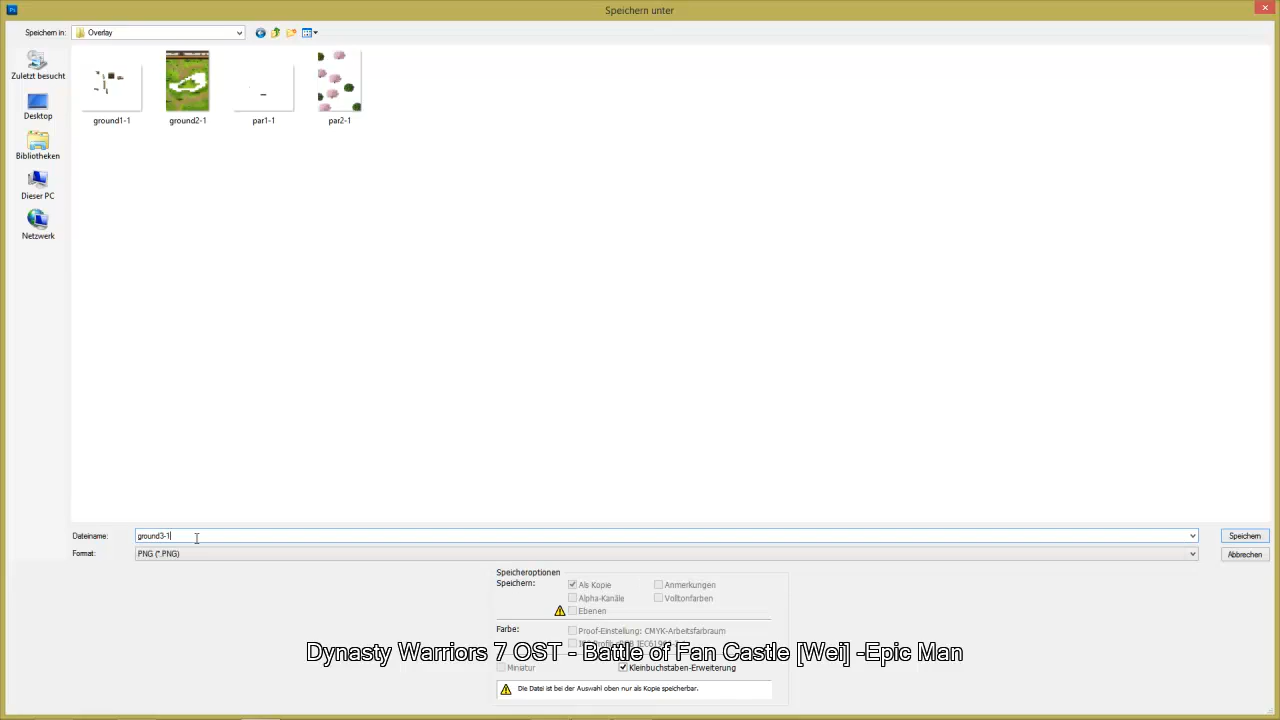 Speichern unter
Speichern in:
Overlay
Zuletzt besucht
Desktop
Bibliotheken
Dieser PC
Netzwerk
ground1-1
ground2-1
par1-1
par2-1
Dateiname:
ground3-1
Speichern
Format:
PNG (*.PNG)
Abbrechen
Speicheroptionen
Speichern:
Als Kopie
Anmerkungen
Alpha-Kanäle
Volltonfarben
Ebenen
Farbe:
Proof-Einstellung: CMYK-Arbeitsfarbraum
Dynasty Warriors 7 OST - Battle of Fan Castle [Wei] -Epic Man
Miniatur
Kleinbuchstaben-Erweiterung
Die Datei ist bei der Auswahl oben nur als Kopie speicherbar.